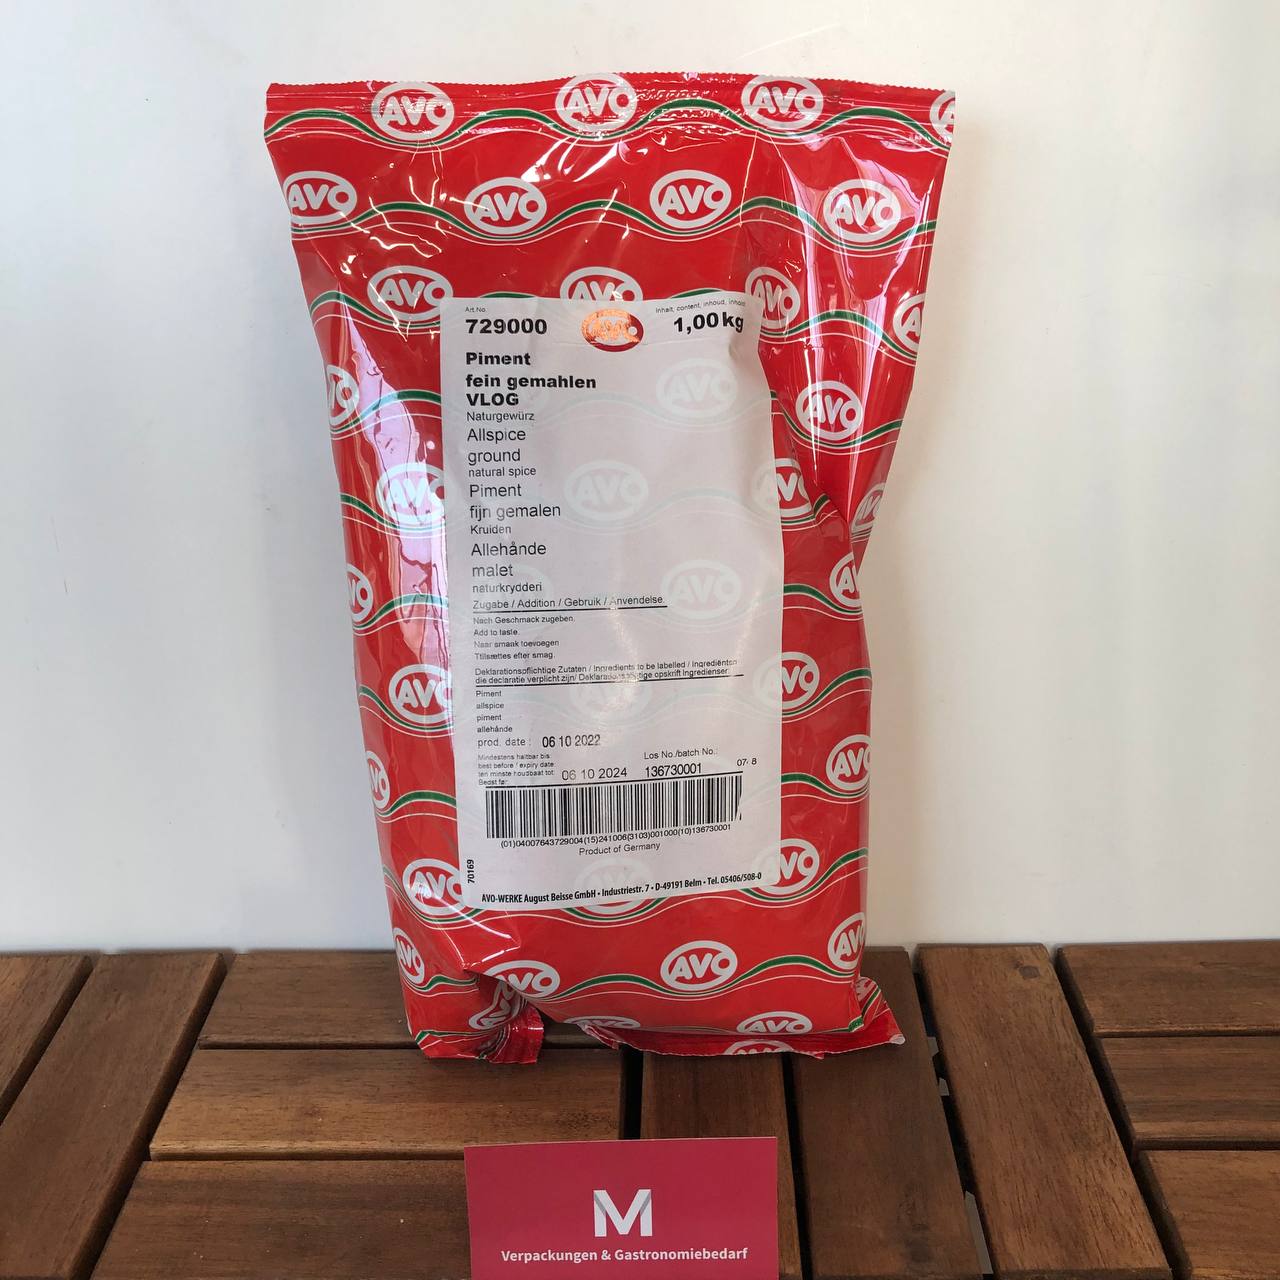 AVO
Art.No.
729000
Inhalt, content, inhoud, indhold
1,00 kg
Piment
fein gemahlen
VLOG
Naturgewürz
Allspice
ground
natural spice
Piment
fijn gemalen
Kruiden
Allehånde
malet
naturkrydderi
Zugabe / Addition / Gebruik / Anvendelse.
Nach Geschmack zugeben.
Add to taste.
Naar smaak toevoegen
Ttilsættes efter smag.
Deklarationspflichtige Zutaten / Ingredients to be labelled / Ingrediënten
die declaratie verplicht zijn/ Deklarationspligtige opskrift Ingredienser:
Piment
allspice
piment
allehånde
prod. date : 06 10 2022
Mindestens haltbar bis
best before / expiry date
ten minste houdbaat tot:
Bedst før:
06 10 2024
Los No./batch No.:
136730001
(01)04007643729004(15)241006(3103)001000(10)136730001
Product of Germany
70169
AVO-WERKE August Beisse GmbH • Industriestr. 7 • D-49191 Belm • Tel. 05406/508-0
M
Verpackungen & Gastronomiebedarf